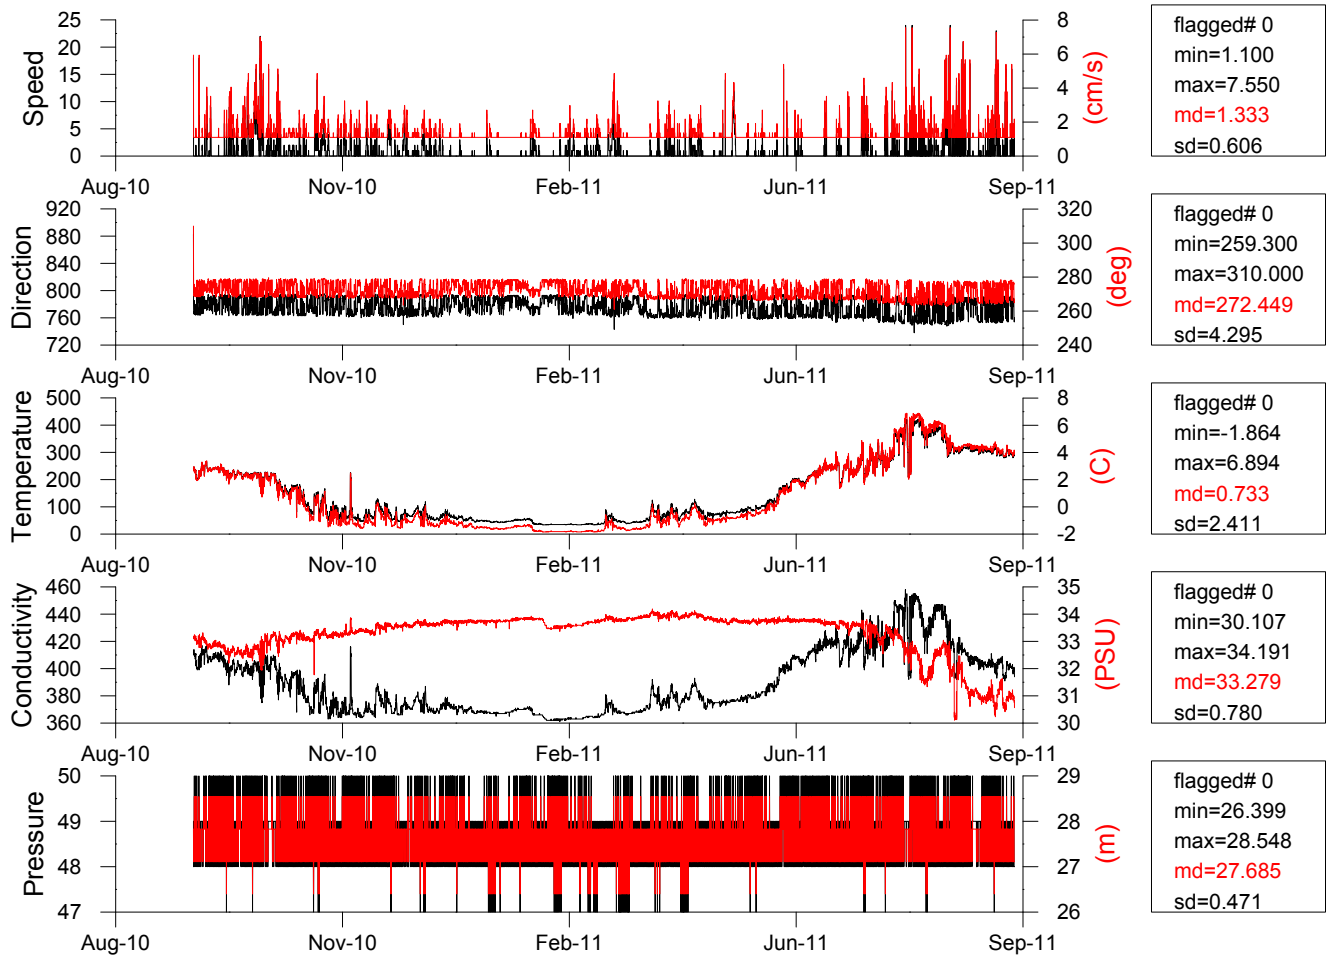 25
20
15
10
5
0
Speed
8
6
4
2
0
(cm/s)
Aug-10 Nov-10 Feb-11 Jun-11 Sep-11
flagged# 0
min=1.100
max=7.550
md=1.333
sd=0.606
920
880
840
800
760
720
Direction
320
300
280
260
240
(deg)
Aug-10 Nov-10 Feb-11 Jun-11 Sep-11
flagged# 0
min=259.300
max=310.000
md=272.449
sd=4.295
500
400
300
200
100
0
Temperature
8
6
4
2
0
-2
(C)
Aug-10 Nov-10 Feb-11 Jun-11 Sep-11
flagged# 0
min=-1.864
max=6.894
md=0.733
sd=2.411
460
440
420
400
380
360
Conductivity
35
34
33
32
31
30
(PSU)
Aug-10 Nov-10 Feb-11 Jun-11 Sep-11
flagged# 0
min=30.107
max=34.191
md=33.279
sd=0.780
50
49
48
47
Pressure
29
28
27
26
(m)
Aug-10 Nov-10 Feb-11 Jun-11 Sep-11
flagged# 0
min=26.399
max=28.548
md=27.685
sd=0.471